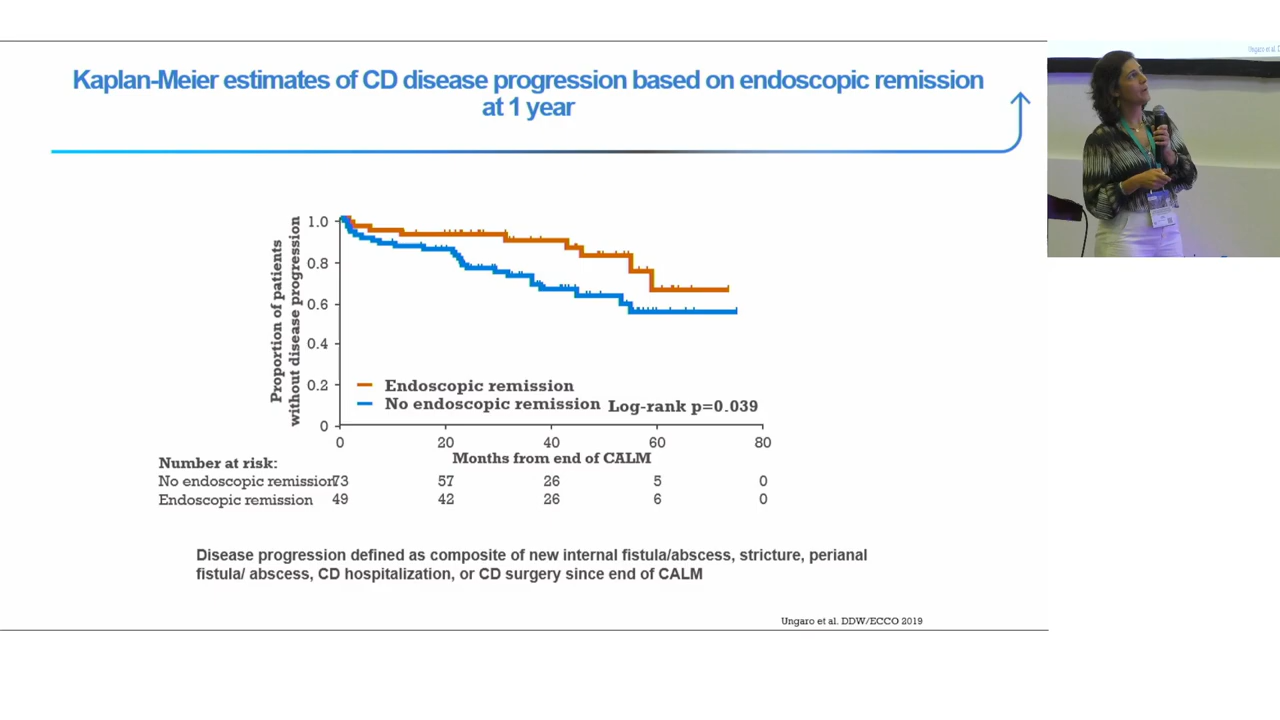 Kaplan-Meier estimates of CD disease progression based on endoscopic remission
at 1 year
Proportion of patients
without disease progression
1.0
0.8
0.6
0.4
0.2
0
Endoscopic remission
No endoscopic remission
Log-rank p=0.039
0 20 40 60 80
Months from end of CALM
Number at risk:
No endoscopic remission 73 57 26 5 0
Endoscopic remission 49 42 26 6 0
Disease progression defined as composite of new internal fistula/abscess, stricture, perianal
fistula/ abscess, CD hospitalization, or CD surgery since end of CALM
Ungaro et al. DDW/ECCO 2019
Ungaro et al. D